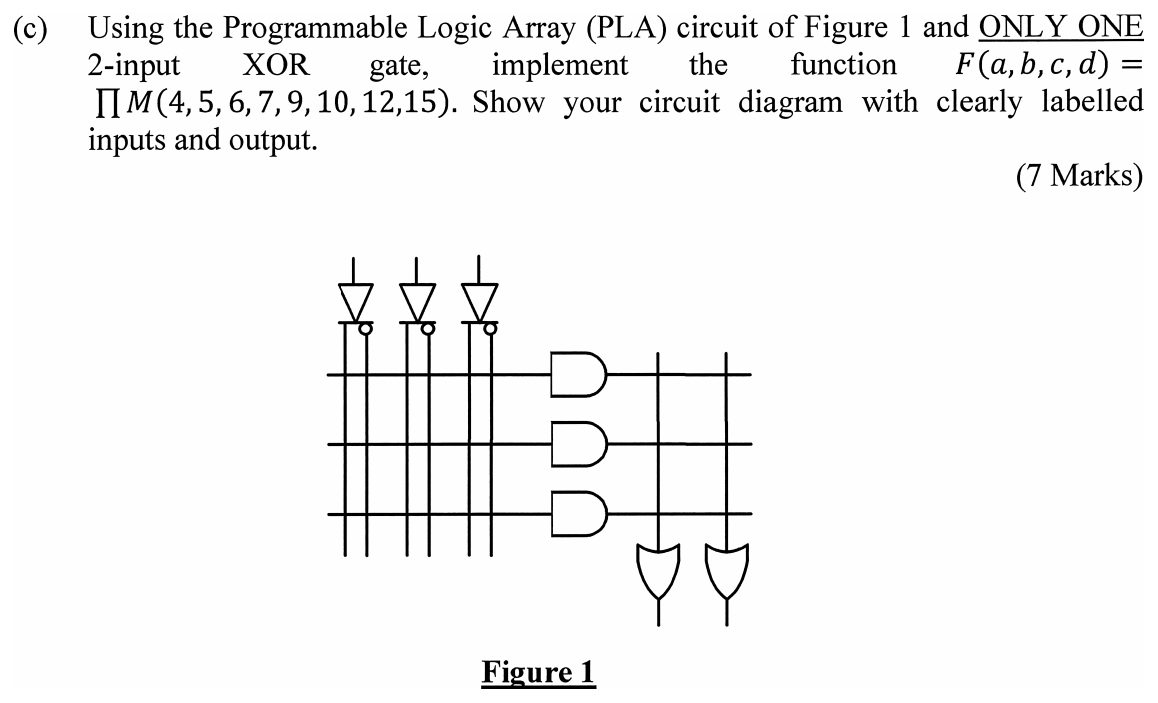 (c) Using the Programmable Logic Array (PLA) circuit of Figure 1 and ONLY ONE
2-input XOR gate, implement the function F(a, b, c, d) =
∏ M(4, 5, 6, 7, 9, 10, 12,15). Show your circuit diagram with clearly labelled
inputs and output.
(7 Marks)
Figure 1